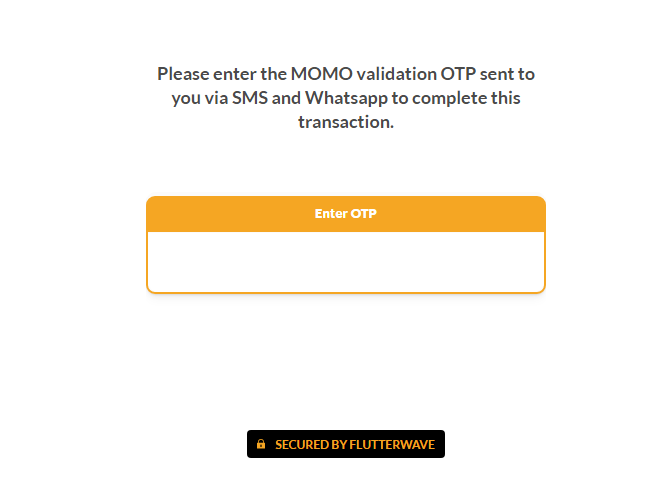 Please enter the MOMO validation OTP sent to
you via SMS and Whatsapp to complete this
transaction.
Enter OTP
SECURED BY FLUTTERWAVE